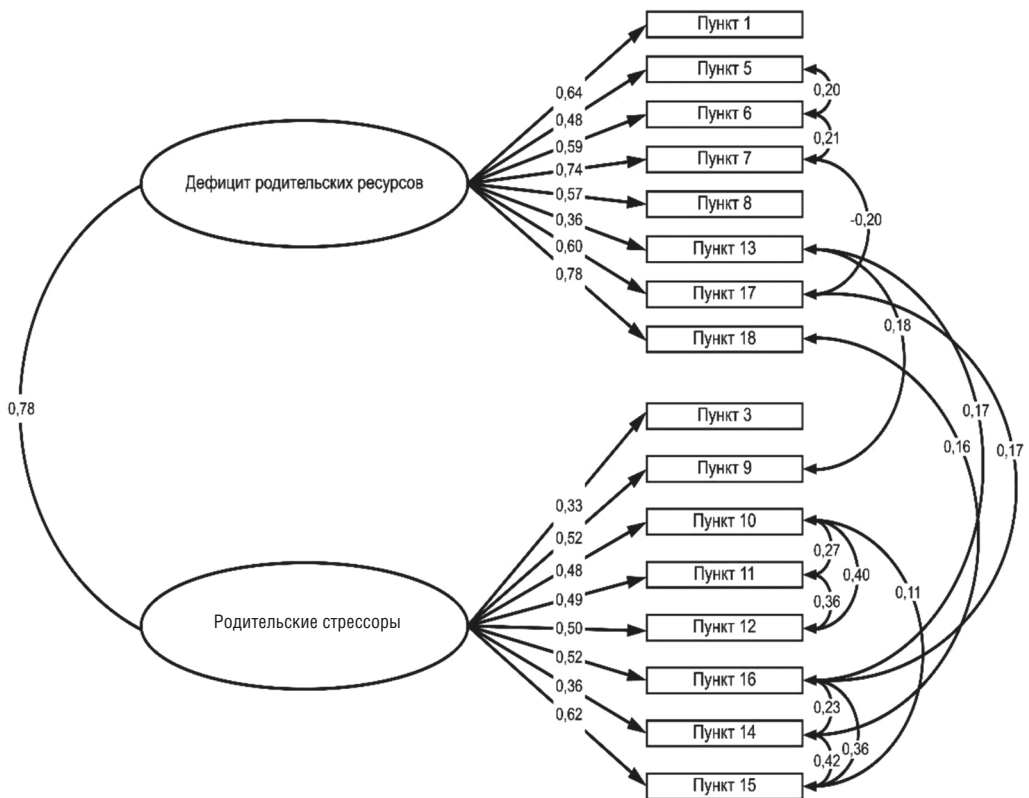 Пункт 1
Пункт 5
0,20
0,64
Пункт 6
0,48
0,21
0,59
Пункт 7
0,74
Дефицит родительских ресурсов
0,57
Пункт 8
0,36
-0,20
0,60
Пункт 13
0,78
Пункт 17
0,18
Пункт 18
0,78
Пункт 3
0,17
0,16
0,17
Пункт 9
0,33
Пункт 10
0,52
0,27
0,48
Пункт 11
0,40
0,49
0,36
0,11
Родительские стрессоры
0,50
Пункт 12
0,52
Пункт 16
0,36
0,23
0,62
Пункт 14
0,36
0,42
Пункт 15